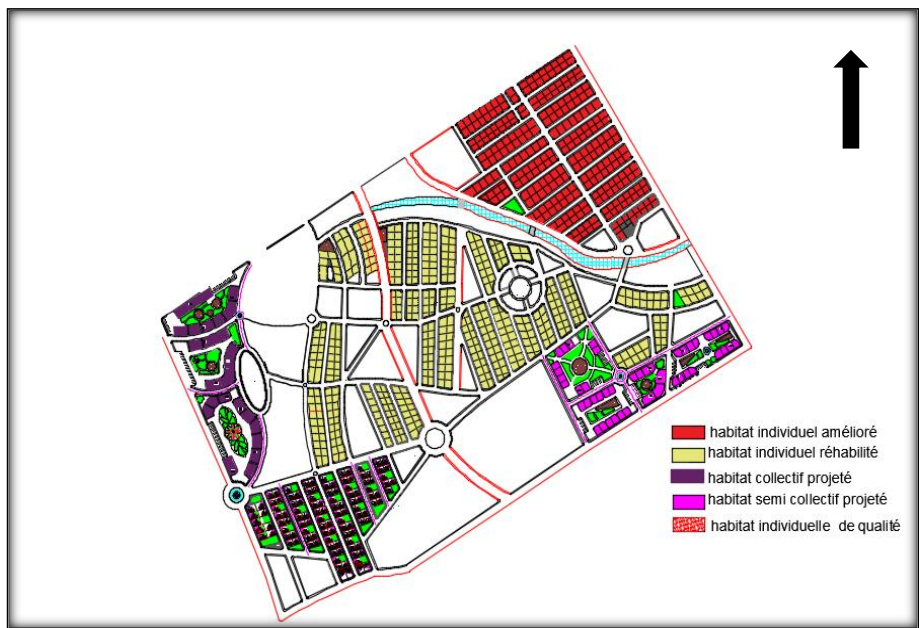 habitat individuel amélioré
habitat individuel réhabilité
habitat collectif projeté
habitat semi collectif projeté
habitat individuelle de qualité